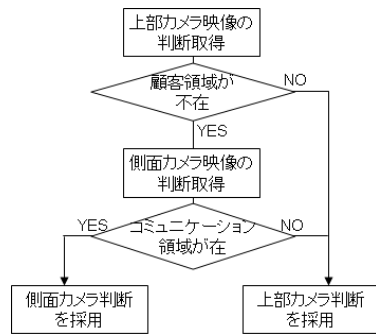 上部カメラ映像の
判断取得
顧客領域が
不在
NO
YES
側面カメラ映像の
判断取得
YES
コミュニケーション
領域が在
NO
側面カメラ判断
を採用
上部カメラ判断
を採用